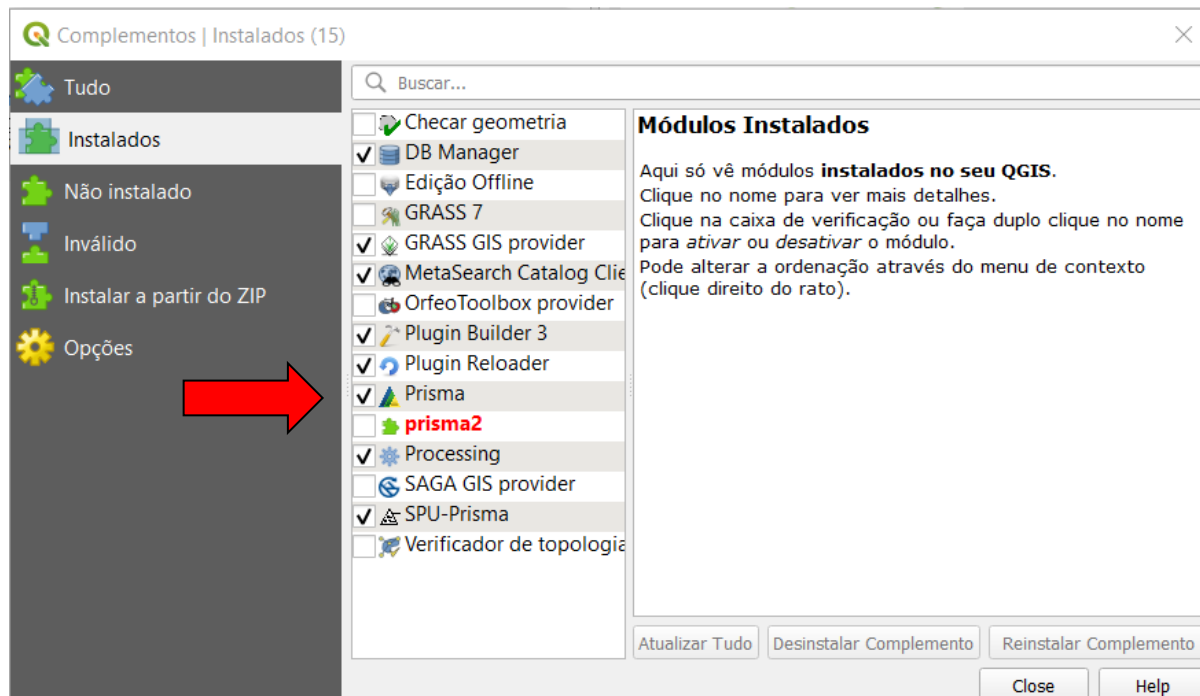 Complementos | Instalados (15)
Tudo
Instalados
Não instalado
Inválido
Instalar a partir do ZIP
Opções
Buscar...
Checar geometria
DB Manager
Edição Offline
GRASS 7
GRASS GIS provider
MetaSearch Catalog Clie
OrfeoToolbox provider
Plugin Builder 3
Plugin Reloader
Prisma
prisma2
Processing
SAGA GIS provider
SPU-Prisma
Verificador de topologia
Módulos Instalados
Aqui só vê módulos instalados no seu QGIS.
Clique no nome para ver mais detalhes.
Clique na caixa de verificação ou faça duplo clique no nome
para ativar ou desativar o módulo.
Pode alterar a ordenação através do menu de contexto
(clique direito do rato).
Atualizar Tudo
Desinstalar Complemento
Reinstalar Complemento
Close
Help